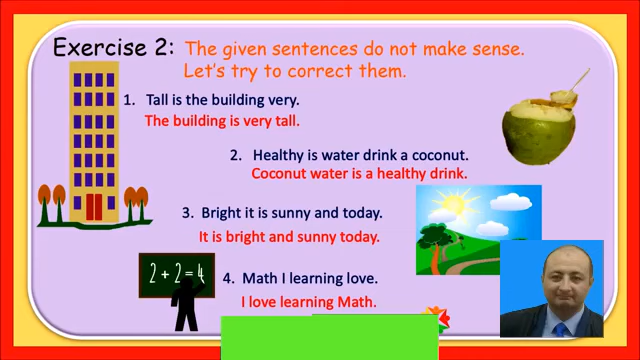 Exercise 2: The given sentences do not make sense.
Let's try to correct them.
1. Tall is the building very.
The building is very tall.
2. Healthy is water drink a coconut.
Coconut water is a healthy drink.
3. Bright it is sunny and today.
It is bright and sunny today.
2 + 2 = 4
4. Math I learning love.
I love learning Math.